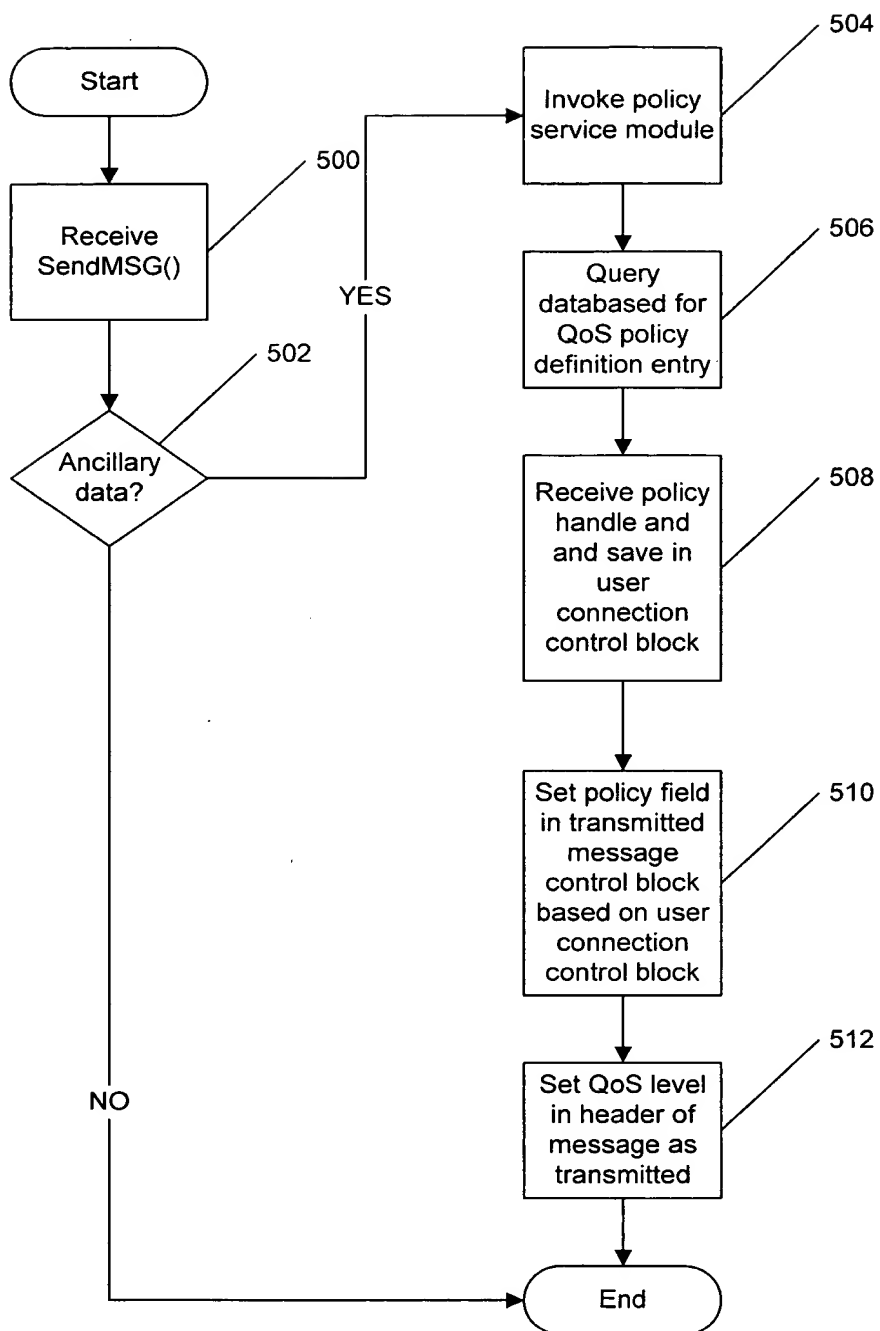 Start
500
Receive
SendMSG()
502
Ancillary
data?
YES
NO
504
Invoke policy
service module
506
Query
databased for
QoS policy
definition entry
508
Receive policy
handle and
and save in
user
connection
control block
510
Set policy field
in transmitted
message
control block
based on user
connection
control block
512
Set QoS level
in header of
message as
transmitted
End